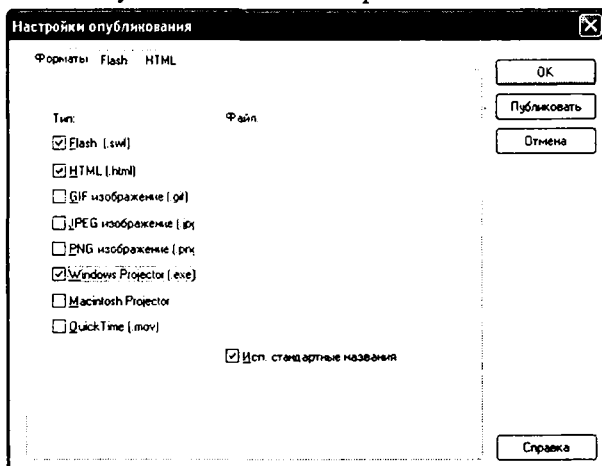 Настройки опубликования
Форматы Flash HTML
OK
Публиковать
Отмена
Тип:
Файл
Flash (.swf)
HTML (.html)
GIF изображение (.gif)
JPEG изображение (.jpg
PNG изображение (.png
Windows Projector (.exe)
Macintosh Projector
QuickTime (.mov)
Исп. стандартные названия
Справка